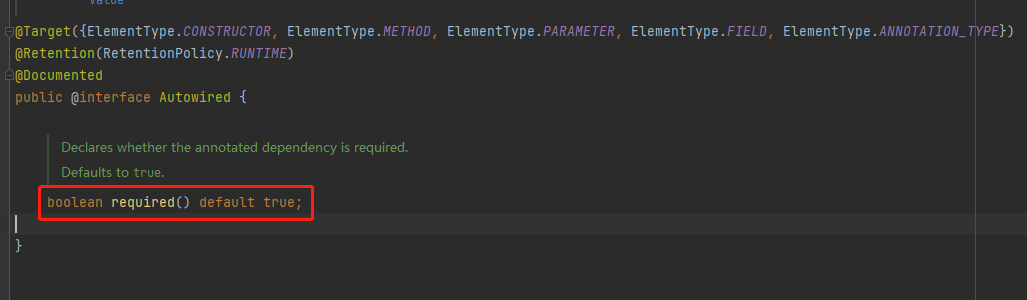 Value
@Target({ElementType.CONSTRUCTOR, ElementType.METHOD, ElementType.PARAMETER, ElementType.FIELD, ElementType.ANNOTATION_TYPE})
@Retention(RetentionPolicy.RUNTIME)
@Documented
public @interface Autowired {
Declares whether the annotated dependency is required.
Defaults to true.
boolean required() default true;
}